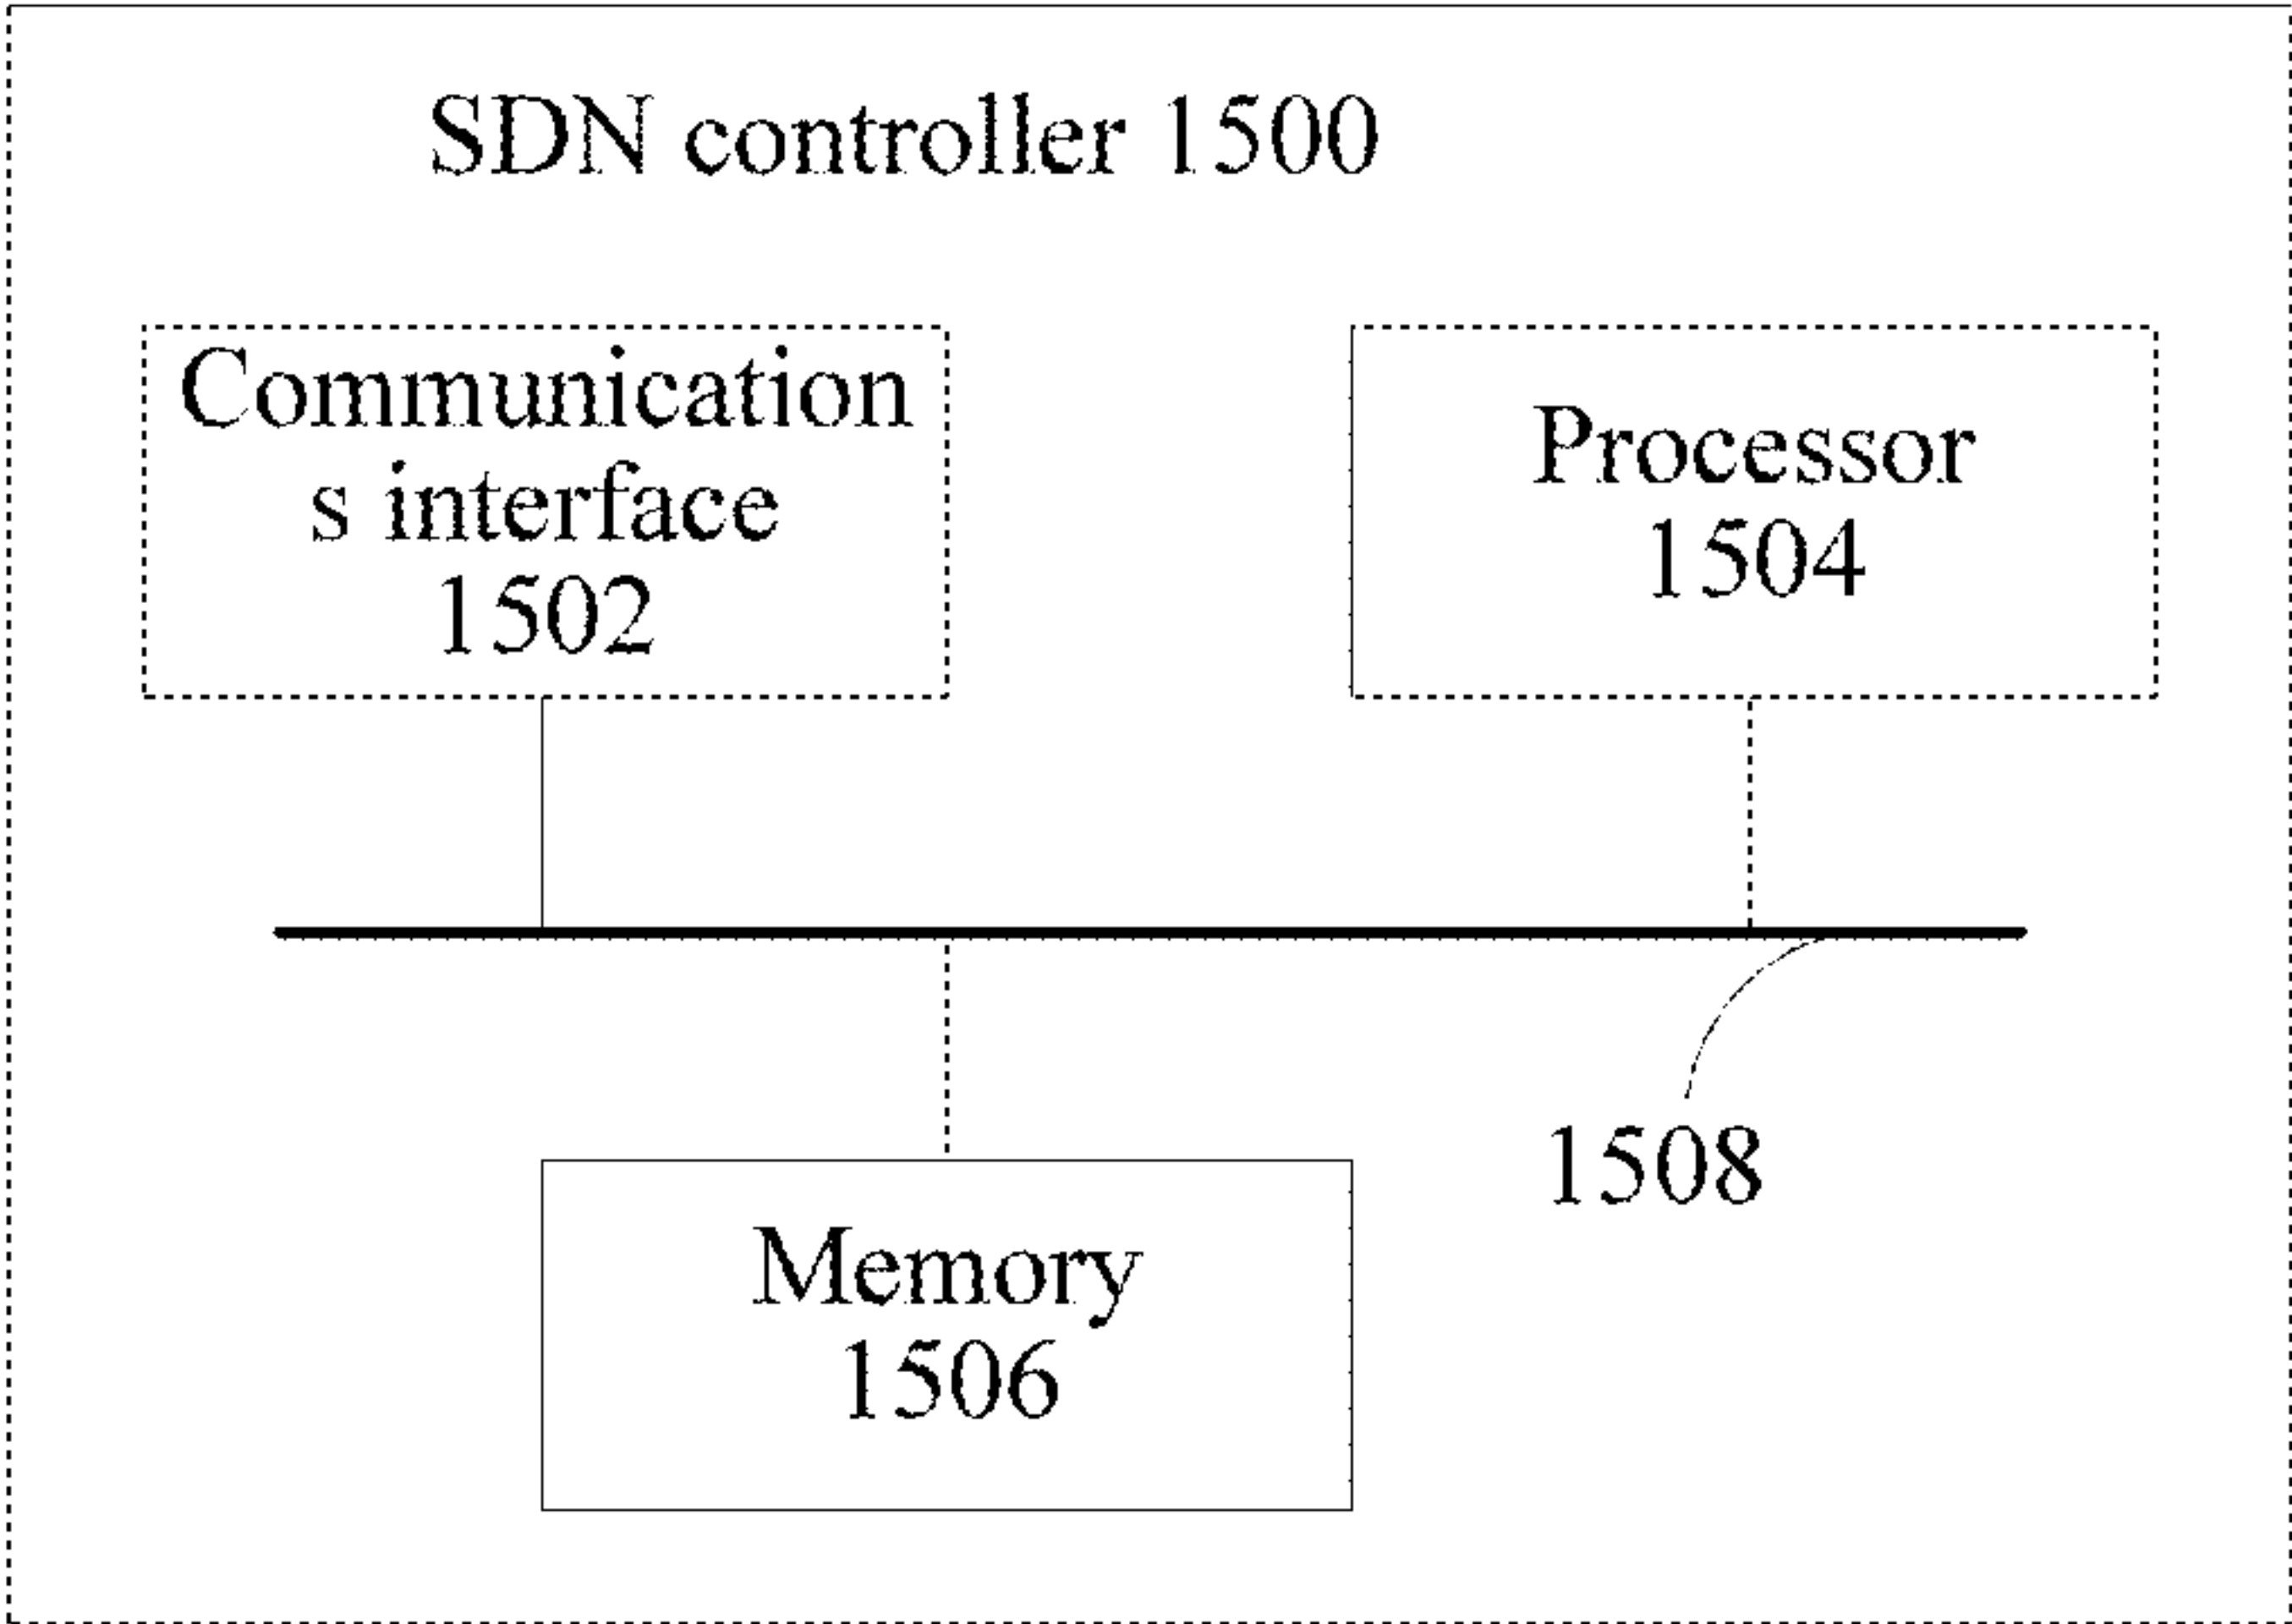 SDN controller 1500
Communication
s interface
1502
Processor
1504
1508
Memory
1506